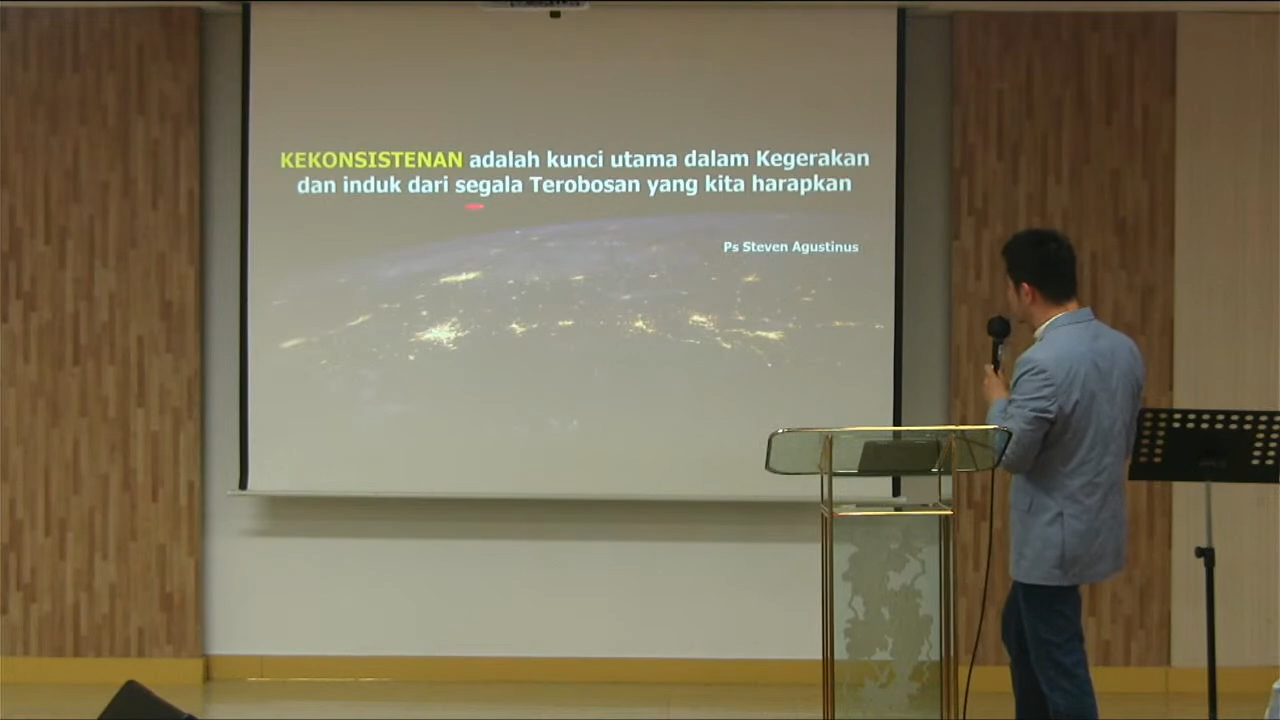 KEKONSISTENAN adalah kunci utama dalam Kegerakan
dan induk dari segala Terobosan yang kita harapkan
Ps Steven Agustinus